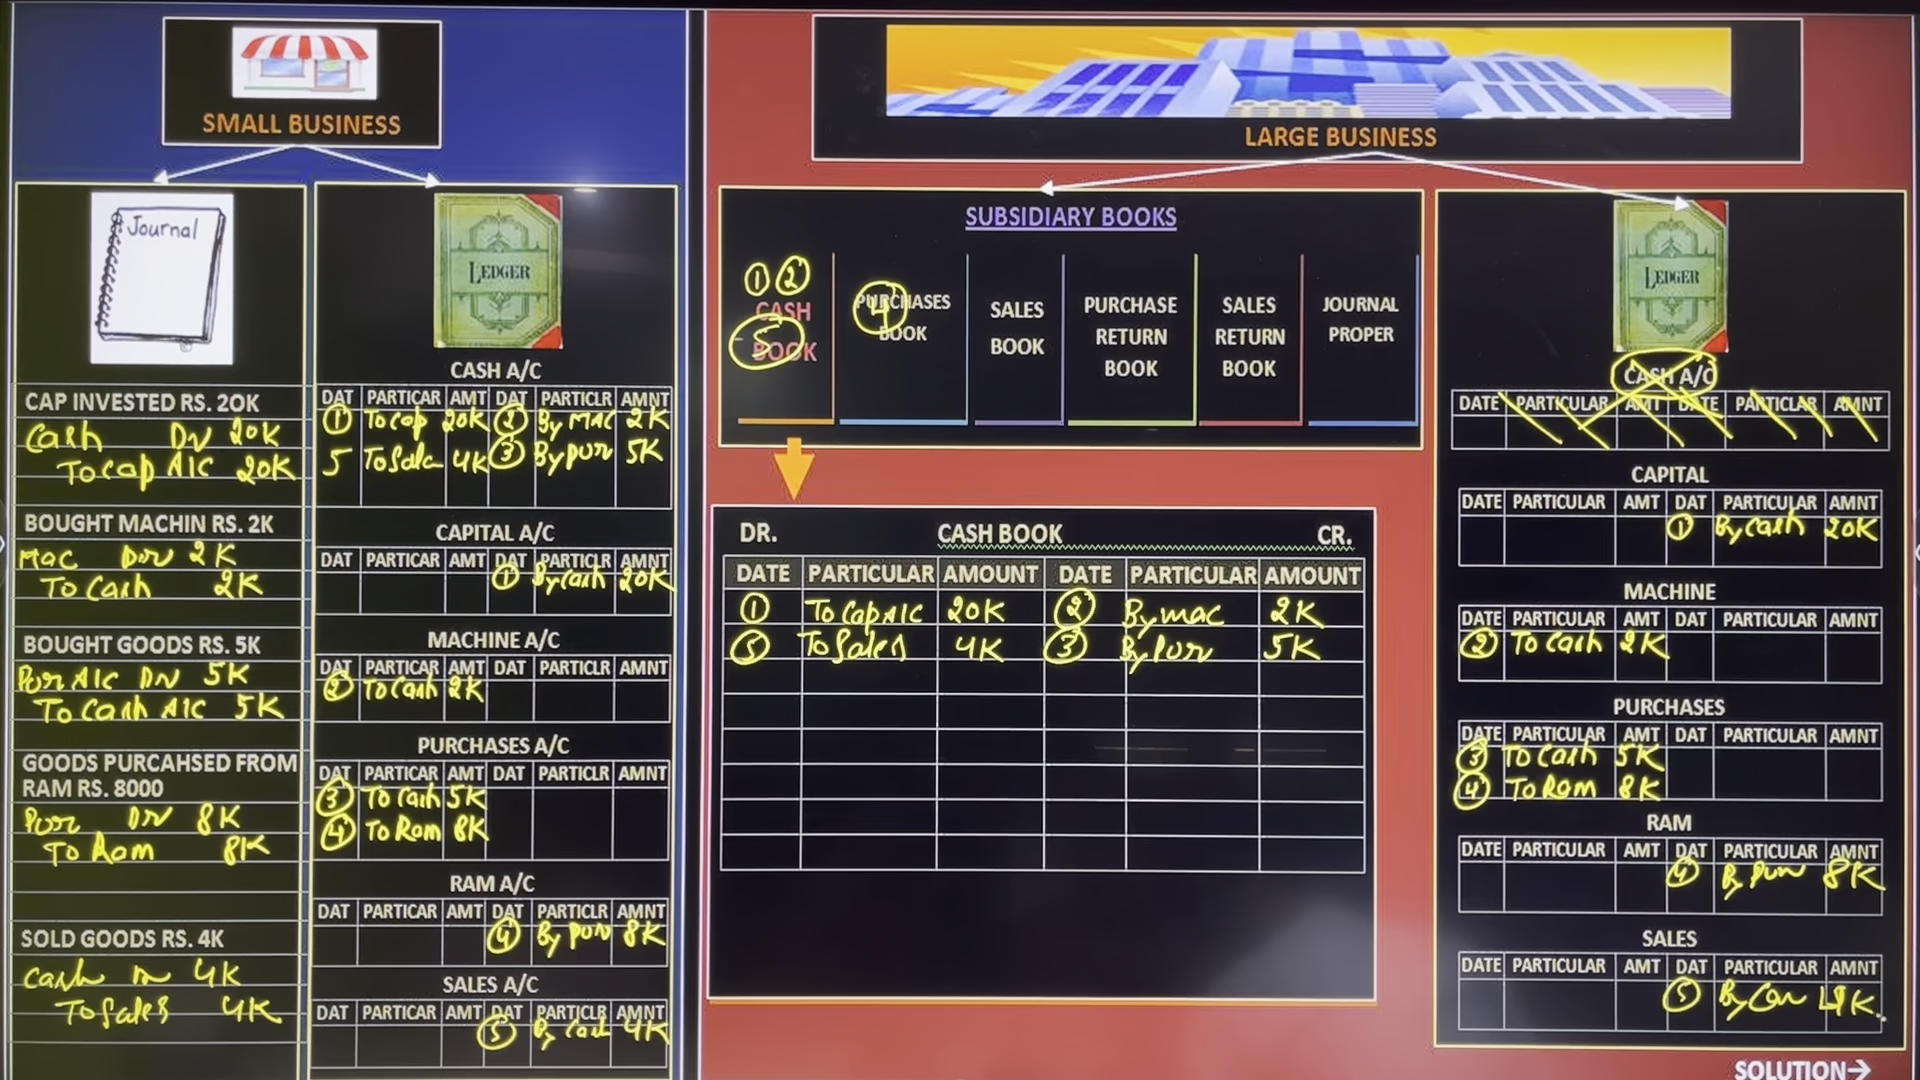 SMALL BUSINESS
Journal
CAP INVESTED RS. 20K
Cash Dr 20K
To Cap A/C 20K
BOUGHT MACHIN RS. 2K
Mac Dr 2K
To Cash 2K
BOUGHT GOODS RS. 5K
Pur A/C Dr 5K
To Cash A/C 5K
GOODS PURCAHSED FROM
RAM RS. 8000
Pur Dr 8K
To Ram 8K
SOLD GOODS RS. 4K
Cash Dr 4K
To Sales 4K
LEDGER
CASH A/C
DAT PARTICAR AMT DAT PARTICLR AMNT
① To Cap 20K ② By Mac 2K
5 To Sale 4K ③ By Pur 5K
CAPITAL A/C
DAT PARTICAR AMT DAT PARTICLR AMNT
① By Cash 20K
MACHINE A/C
DAT PARTICAR AMT DAT PARTICLR AMNT
② To Cash 2K
PURCHASES A/C
DAT PARTICAR AMT DAT PARTICLR AMNT
③ To Cash 5K
④ To Ram 8K
RAM A/C
DAT PARTICAR AMT DAT PARTICLR AMNT
④ By Pur 8K
SALES A/C
DAT PARTICAR AMT DAT PARTICLR AMNT
⑤ By Cash 4K
LARGE BUSINESS
SUBSIDIARY BOOKS
① ②
CASH
BOOK
⑤
PURCHASES
BOOK
④
SALES
BOOK
PURCHASE
RETURN
BOOK
SALES
RETURN
BOOK
JOURNAL
PROPER
DR. CASH BOOK CR.
DATE PARTICULAR AMOUNT DATE PARTICULAR AMOUNT
① To Cap A/C 20K ② By Mac 2K
⑤ To Sales 4K ③ By Pur 5K
LEDGER
CASH A/C
DATE PARTICULAR AMT DATE PARTICLAR AMNT
CAPITAL
DATE PARTICULAR AMT DAT PARTICULAR AMNT
① By Cash 20K
MACHINE
DATE PARTICULAR AMT DAT PARTICULAR AMNT
② To Cash 2K
PURCHASES
DATE PARTICULAR AMT DAT PARTICULAR AMNT
③ To Cash 5K
④ To Ram 8K
RAM
DATE PARTICULAR AMT DAT PARTICULAR AMNT
④ By Pur 8K
SALES
DATE PARTICULAR AMT DAT PARTICULAR AMNT
⑤ By 4K
SOLUTION→